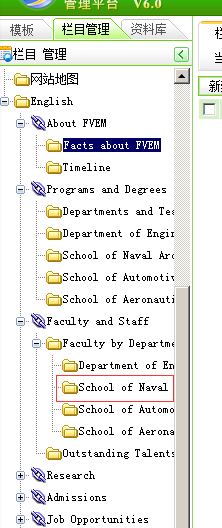 管理平台 V6.0
模板 栏目管理 资料库
栏目 管理
网站地图
English
About FVEM
Facts about FVEM
Timeline
Programs and Degrees
Departments and Tea
Department of Engin
School of Naval Arc
School of Automotiv
School of Aeronauti
Faculty and Staff
Faculty by Departme
Department of En
School of Naval
School of Automo
School of Aerona
Outstanding Talents
Research
Admissions
Job Opportunities